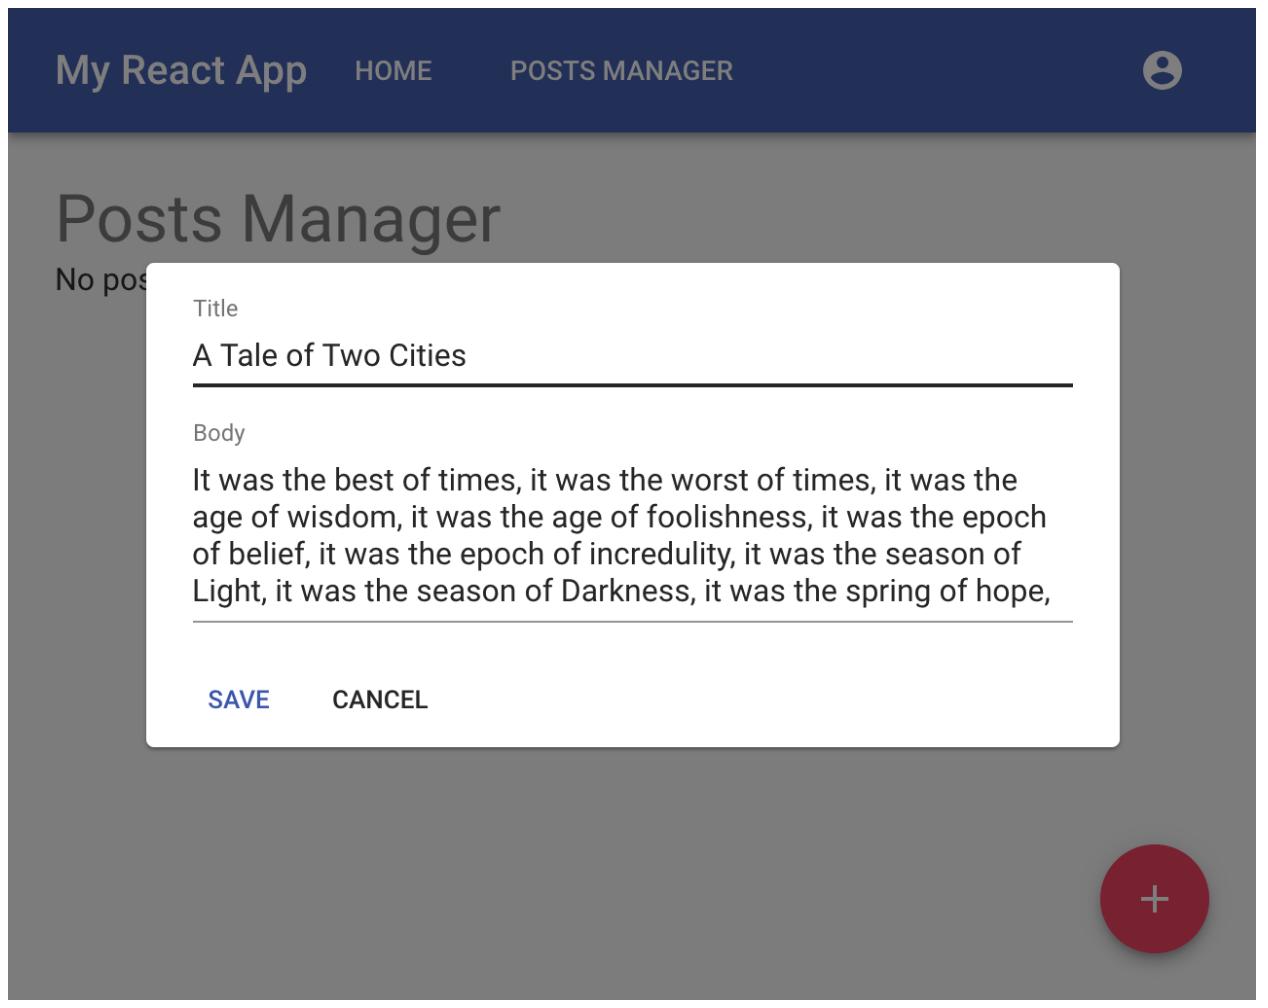 My React App HOME POSTS MANAGER
Posts Manager
No pos
Title
A Tale of Two Cities
Body
It was the best of times, it was the worst of times, it was the
age of wisdom, it was the age of foolishness, it was the epoch
of belief, it was the epoch of incredulity, it was the season of
Light, it was the season of Darkness, it was the spring of hope,
SAVE CANCEL
+